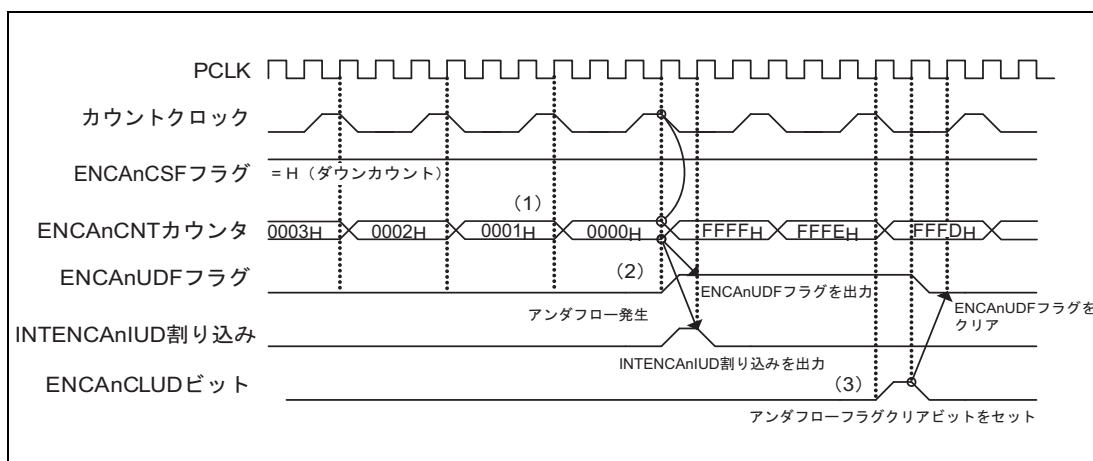 PCLK
カウントクロック
ENCAnCSFフラグ
= H（ダウンカウント）
（1）
ENCAnCNTカウンタ
0003H 0002H 0001H 0000H FFFFH FFFEH FFFDH
（2）
ENCAnUDFフラグ
ENCAnUDFフラグを出力
アンダフロー発生
ENCAnUDFフラグを
クリア
INTENCAnIUD割り込み
INTENCAnIUD割り込みを出力
（3）
ENCAnCLUDビット
アンダフローフラグクリアビットをセット